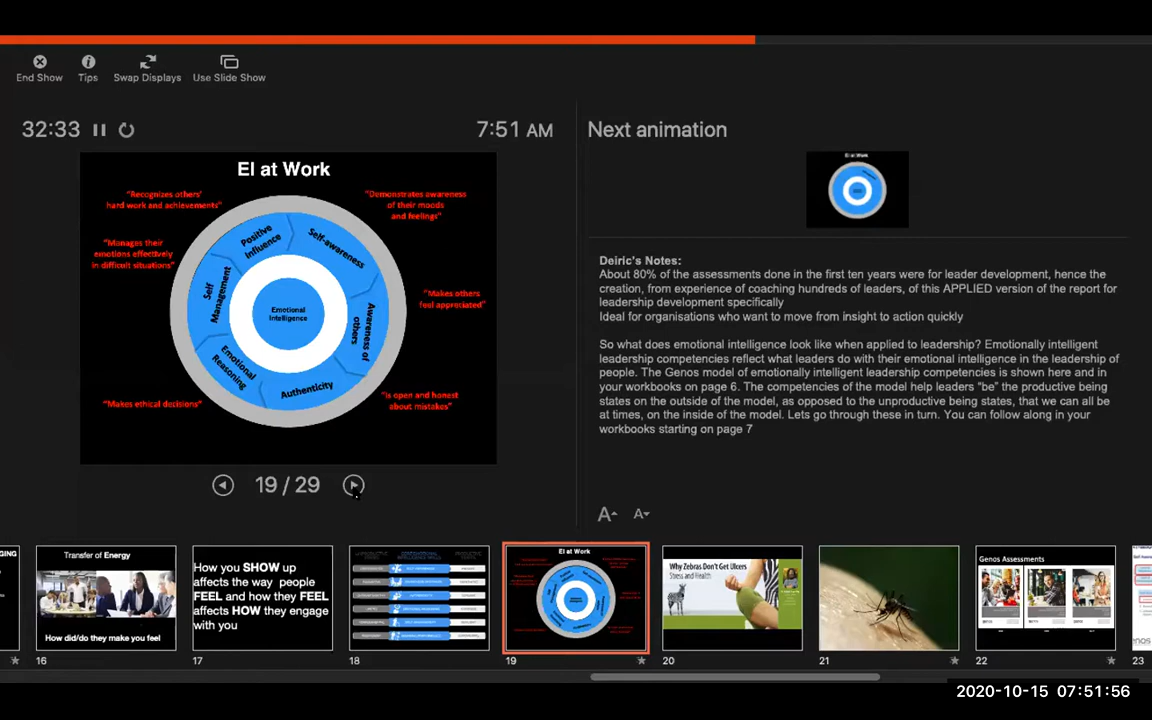 End Show
Tips
Swap Displays
Use Slide Show
32:33
7:51 AM
Next animation
EI at Work
"Recognizes others'
hard work and achievements"
"Demonstrates awareness
of their moods
and feelings"
"Manages their
emotions effectively
in difficult situations"
"Makes others
feel appreciated"
"Makes ethical decisions"
"Is open and honest
about mistakes"
Positive
Influence
Self-awareness
Self
Management
Emotional
Intelligence
Awareness of
others
Emotional
Reasoning
Authenticity
19 / 29
EI at Work
Deiric's Notes:
About 80% of the assessments done in the first ten years were for leader development, hence the
creation, from experience of coaching hundreds of leaders, of this APPLIED version of the report for
leadership development specifically
Ideal for organisations who want to move from insight to action quickly
So what does emotional intelligence look like when applied to leadership? Emotionally intelligent
leadership competencies reflect what leaders do with their emotional intelligence in the leadership of
people. The Genos model of emotionally intelligent leadership competencies is shown here and in
your workbooks on page 6. The competencies of the model help leaders "be" the productive being
states on the outside of the model, as opposed to the unproductive being states, that we can all be
at times, on the inside of the model. Lets go through these in turn. You can follow along in your
workbooks starting on page 7
A
A
Transfer of Energy
How did/do they make you feel
16
How you SHOW up
affects the way people
FEEL and how they FEEL
affects HOW they engage
with you
17
18
EI at Work
19
Why Zebras Don't Get Ulcers
Stress and Health
20
21
Genos Assessments
22
23
2020-10-15 07:51:56